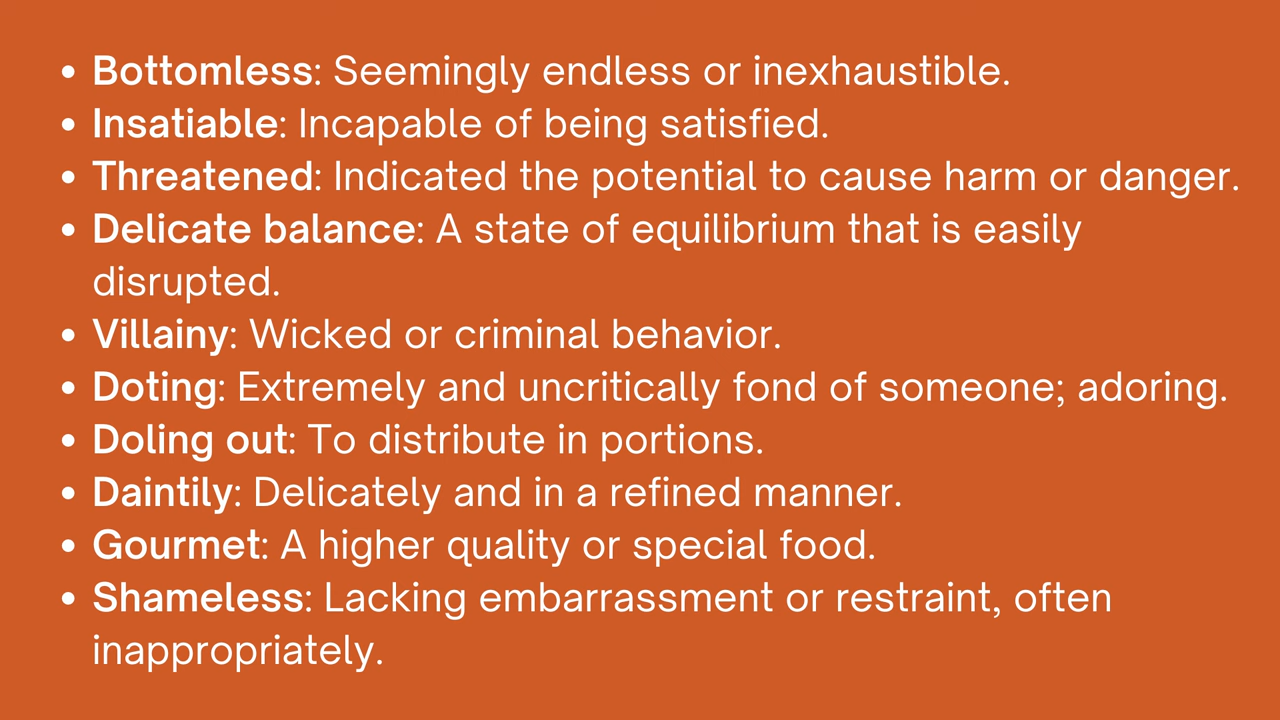 • Bottomless: Seemingly endless or inexhaustible.
• Insatiable: Incapable of being satisfied.
• Threatened: Indicated the potential to cause harm or danger.
• Delicate balance: A state of equilibrium that is easily
disrupted.
• Villainy: Wicked or criminal behavior.
• Doting: Extremely and uncritically fond of someone; adoring.
• Doling out: To distribute in portions.
• Daintily: Delicately and in a refined manner.
• Gourmet: A higher quality or special food.
• Shameless: Lacking embarrassment or restraint, often
inappropriately.